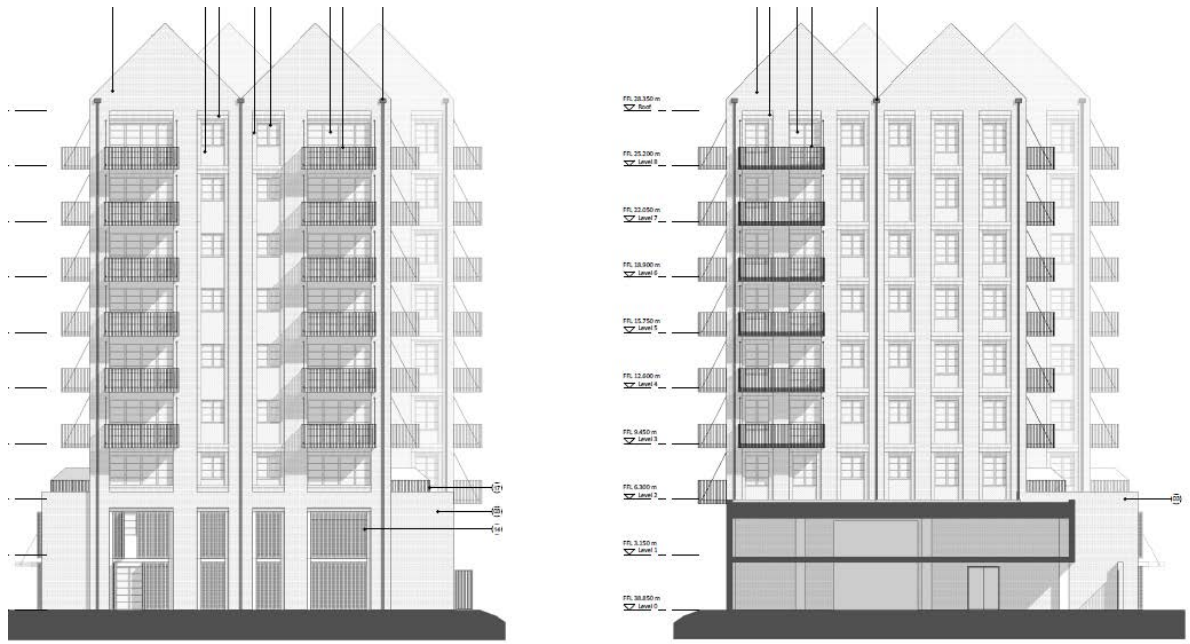 FFL 28.350 m
Roof
FFL 25.200 m
Level 8
FFL 22.050 m
Level 7
FFL 18.900 m
Level 6
FFL 15.750 m
Level 5
FFL 12.600 m
Level 4
FFL 9.450 m
Level 3
FFL 6.300 m
Level 2
FFL 3.150 m
Level 1
FFL 38.850 m
Level 0